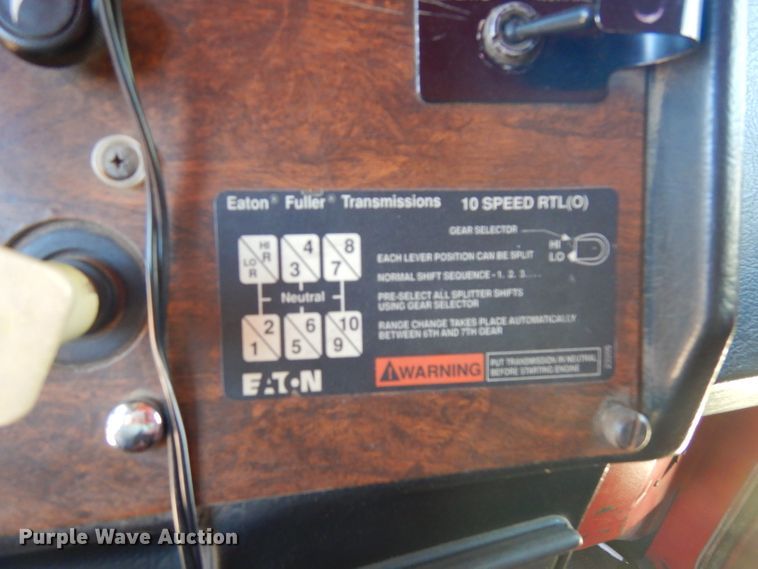 Eaton® Fuller® Transmissions 10 SPEED RTL(O)
GEAR SELECTOR
HI
LO
EACH LEVER POSITION CAN BE SPLIT
NORMAL SHIFT SEQUENCE - 1, 2, 3......
PRE-SELECT ALL SPLITTER SHIFTS
USING GEAR SELECTOR
RANGE CHANGE TAKES PLACE AUTOMATICALLY
BETWEEN 6TH AND 7TH GEAR
HI R
LO R
4
3
8
7
Neutral
2
1
6
5
10
9
EATON
WARNING
PUT TRANSMISSION IN NEUTRAL
BEFORE STARTING ENGINE
Purple Wave Auction